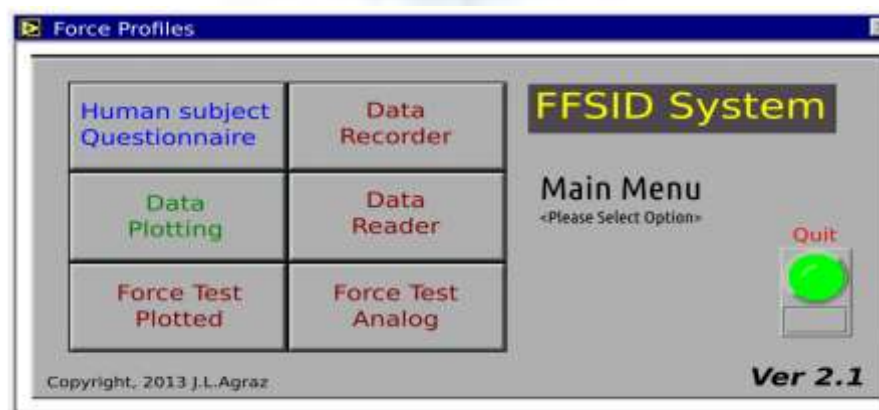 Force Profiles
Human subject
Questionnaire
Data
Recorder
Data
Plotting
Data
Reader
Force Test
Plotted
Force Test
Analog
FFSID System
Main Menu
<Please Select Option>
Quit
Copyright, 2013 J.L.Agraz
Ver 2.1